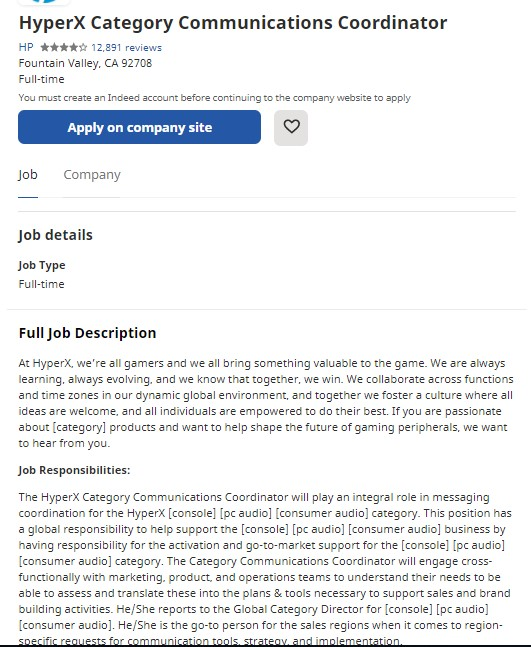 HyperX Category Communications Coordinator
HP ★★★★☆ 12,891 reviews
Fountain Valley, CA 92708
Full-time
You must create an Indeed account before continuing to the company website to apply
Apply on company site
Job Company
Job details
Job Type
Full-time
Full Job Description
At HyperX, we're all gamers and we all bring something valuable to the game. We are always
learning, always evolving, and we know that together, we win. We collaborate across functions
and time zones in our dynamic global environment, and together we foster a culture where all
ideas are welcome, and all individuals are empowered to do their best. If you are passionate
about [category] products and want to help shape the future of gaming peripherals, we want
to hear from you.
Job Responsibilities:
The HyperX Category Communications Coordinator will play an integral role in messaging
coordination for the HyperX [console] [pc audio] [consumer audio] category. This position has
a global responsibility to help support the [console] [pc audio] [consumer audio] business by
having responsibility for the activation and go-to-market support for the [console] [pc audio]
[consumer audio] category. The Category Communications Coordinator will engage cross-
functionally with marketing, product, and operations teams to understand their needs to be
able to assess and translate these into the plans & tools necessary to support sales and brand
building activities. He/She reports to the Global Category Director for [console] [pc audio]
[consumer audio]. He/She is the go-to person for the sales regions when it comes to region-
specific requests for communication tools, strategy, and implementation.